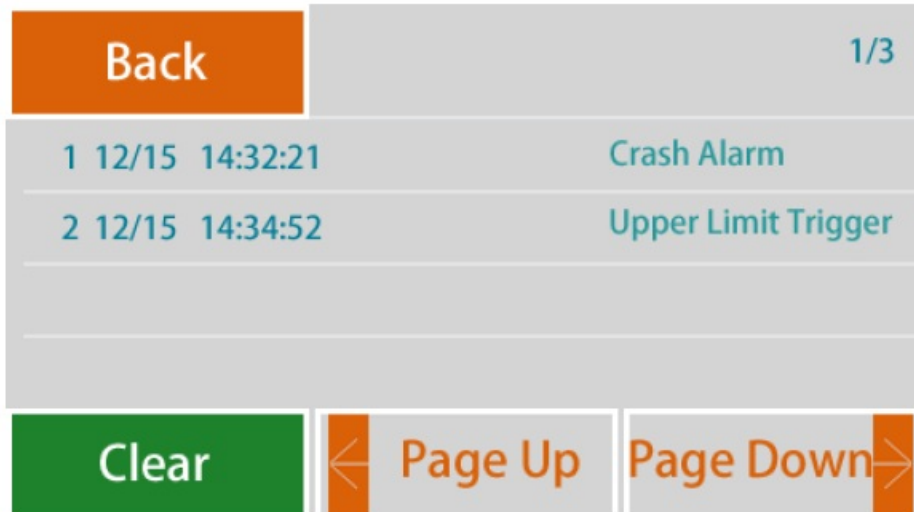 Back
1/3
1 12/15 14:32:21 Crash Alarm
2 12/15 14:34:52 Upper Limit Trigger
Clear
Page Up
Page Down